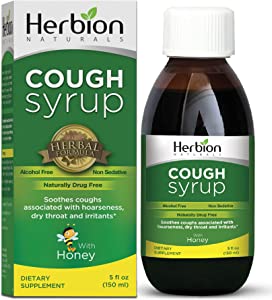 Herbion
NATURALS
COUGH
syrup
HERBAL
FORMULA
Alcohol Free Non Sedative
Naturally Drug Free
Soothes coughs
associated with hoarseness,
dry throat and irritants*
With
Honey
DIETARY
SUPPLEMENT
5 fl oz
(150 ml)
Herbion
NATURALS
COUGH
syrup
Alcohol Free Non Sedative
Naturally Drug Free
Soothes coughs associated with
hoarseness, dry throat and irritants*
With
Honey
DIETARY
SUPPLEMENT
5 fl oz
(150 ml)